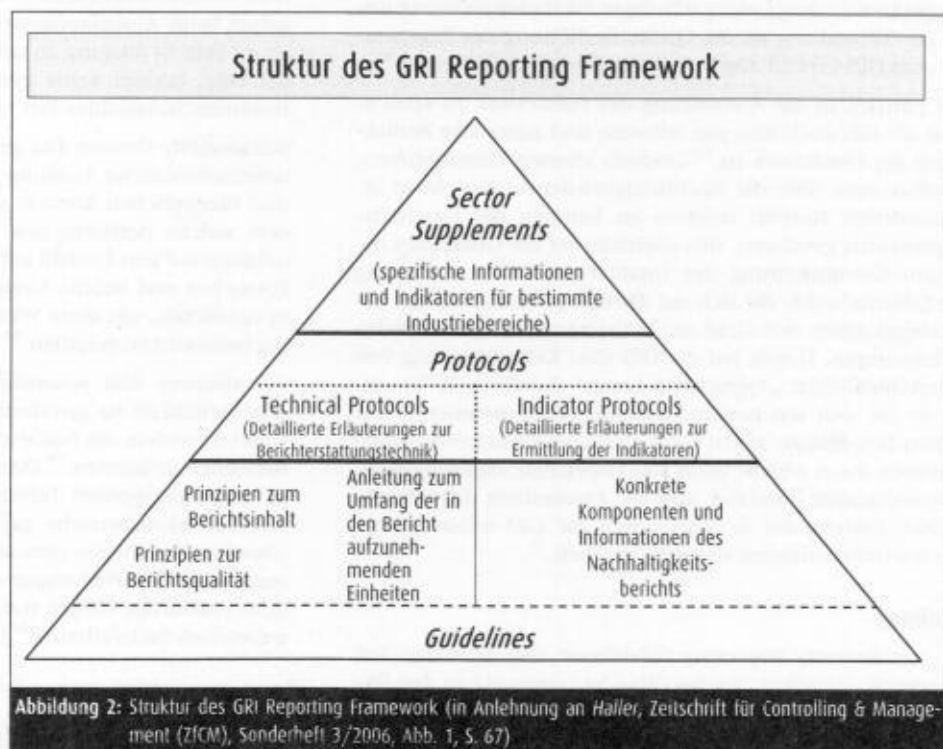 Struktur des GRI Reporting Framework
Sector
Supplements
(spezifische Informationen
und Indikatoren für bestimmte
Industriebereiche)
Protocols
Technical Protocols
(Detaillierte Erläuterungen zur
Berichterstattungstechnik)
Indicator Protocols
(Detaillierte Erläuterungen zur
Ermittlung der Indikatoren)
Prinzipien zum
Berichtsinhalt
Prinzipien zur
Berichtsqualität
Anleitung zum
Umfang der in
den Bericht
aufzuneh-
menden
Einheiten
Konkrete
Komponenten und
Informationen des
Nachhaltigkeits-
berichts
Guidelines
Abbildung 2: Struktur des GRI Reporting Framework (in Anlehnung an Haller, Zeitschrift für Controlling & Manage-
ment (ZfCM), Sonderheft 3/2006, Abb. 1, S. 67)